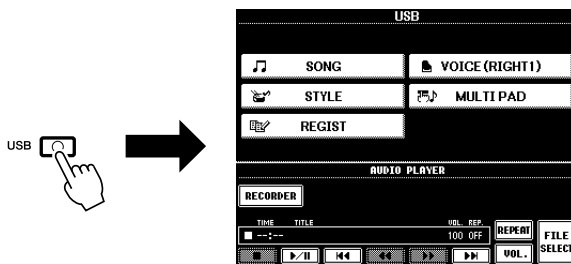 USB
USB
SONG
VOICE(RIGHT1)
STYLE
MULTI PAD
REGIST
AUDIO PLAYER
RECORDER
TIME TITLE VOL. REP.
--:-- 100 OFF
REPEAT
FILE SELECT
VOL.